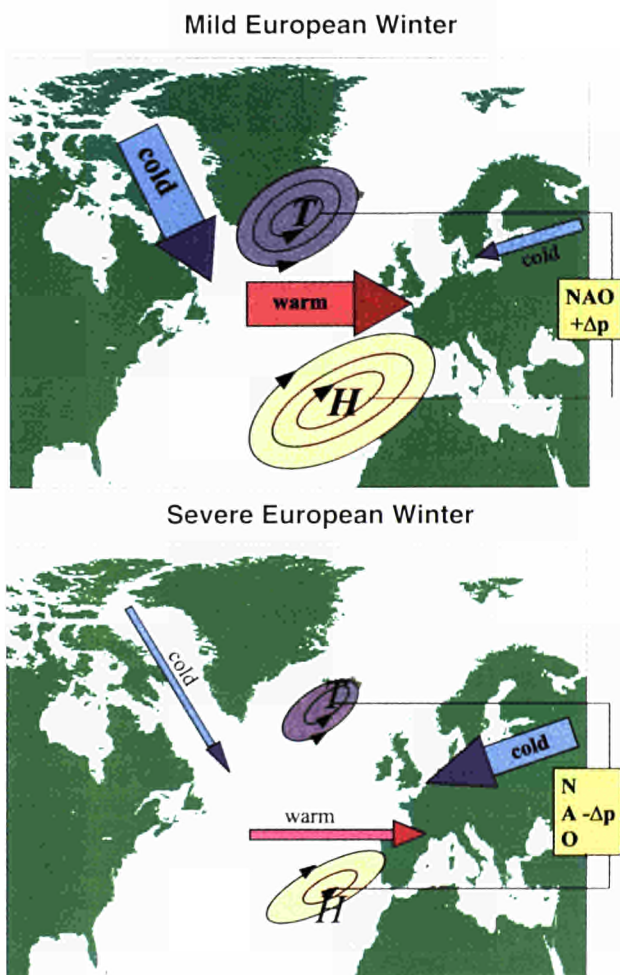 Mild European Winter
cold
T
cold
warm
NAO
+Δp
H
Severe European Winter
cold
cold
warm
N
A -Δp
O
H